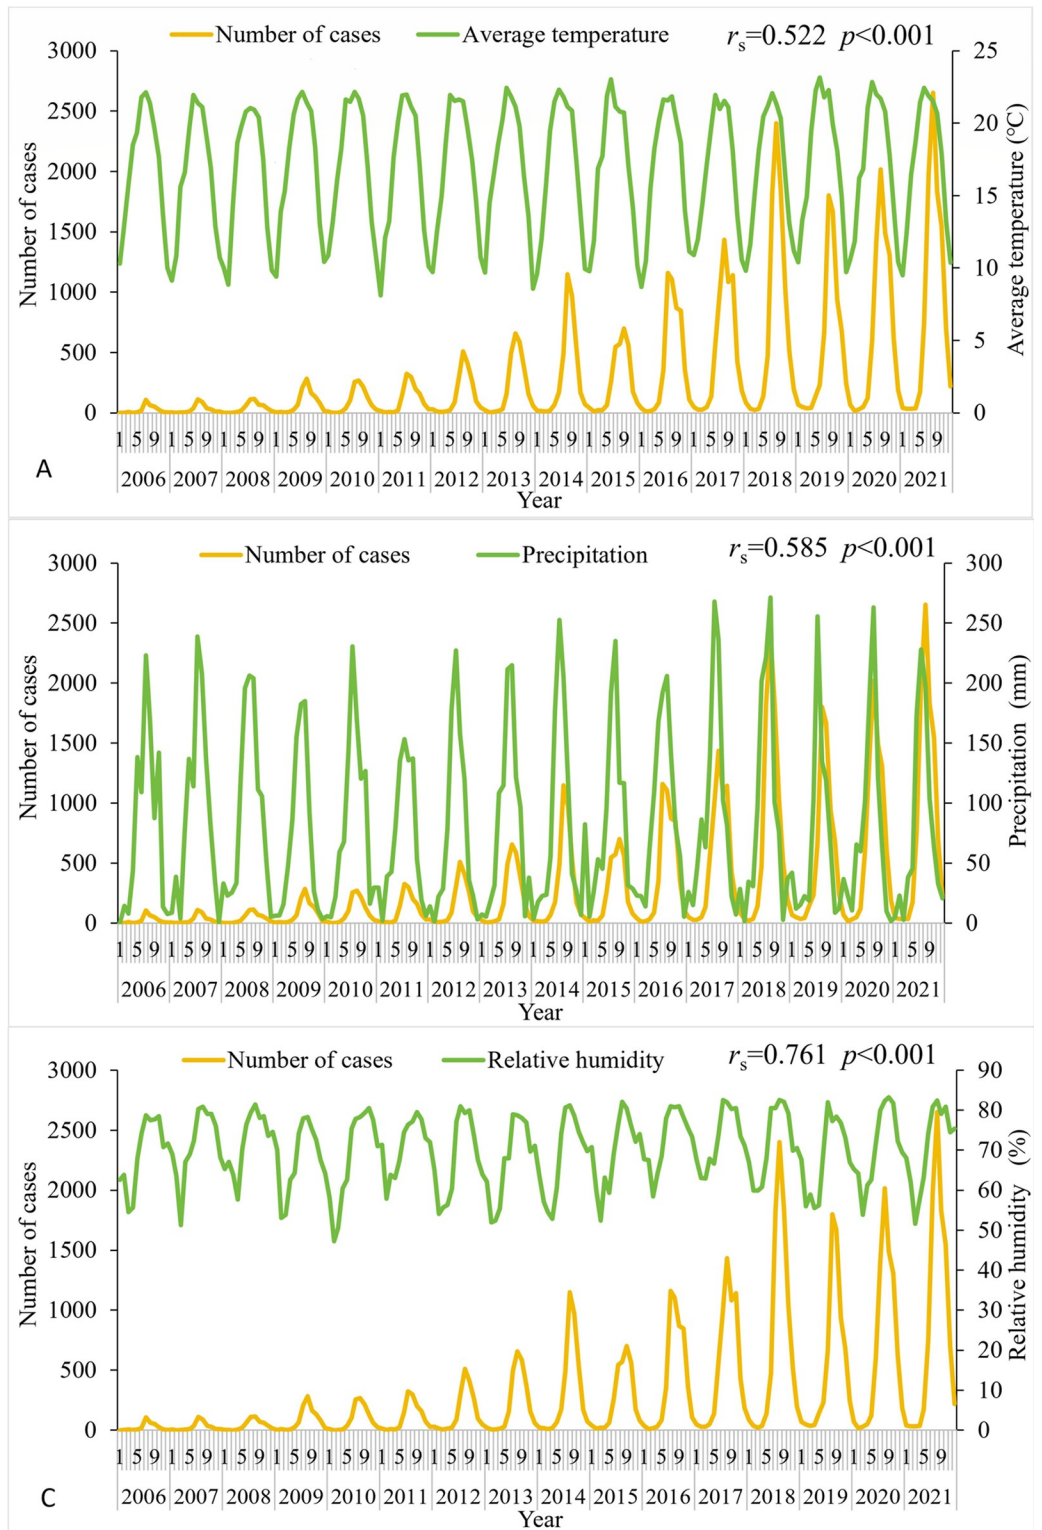 Number of cases Average temperature rs=0.522 p<0.001
3000 25
2500
20
2000
15
1500
10
1000
5
500
0 0
Number of cases
Average temperature (℃)
1 5 9 1 5 9 1 5 9 1 5 9 1 5 9 1 5 9 1 5 9 1 5 9 1 5 9 1 5 9 1 5 9 1 5 9 1 5 9 1 5 9 1 5 9 1 5 9
A
2006 2007 2008 2009 2010 2011 2012 2013 2014 2015 2016 2017 2018 2019 2020 2021
Year
Number of cases Precipitation rs=0.585 p<0.001
3000 300
2500 250
2000 200
1500 150
1000 100
500 50
0 0
Number of cases
Precipitation (mm)
1 5 9 1 5 9 1 5 9 1 5 9 1 5 9 1 5 9 1 5 9 1 5 9 1 5 9 1 5 9 1 5 9 1 5 9 1 5 9 1 5 9 1 5 9 1 5 9
2006 2007 2008 2009 2010 2011 2012 2013 2014 2015 2016 2017 2018 2019 2020 2021
Year
Number of cases Relative humidity rs=0.761 p<0.001
3000 90
80
2500
70
2000 60
50
1500
40
1000 30
20
500
10
0 0
Number of cases
Relative humidity (%)
1 5 9 1 5 9 1 5 9 1 5 9 1 5 9 1 5 9 1 5 9 1 5 9 1 5 9 1 5 9 1 5 9 1 5 9 1 5 9 1 5 9 1 5 9 1 5 9
C
2006 2007 2008 2009 2010 2011 2012 2013 2014 2015 2016 2017 2018 2019 2020 2021
Year